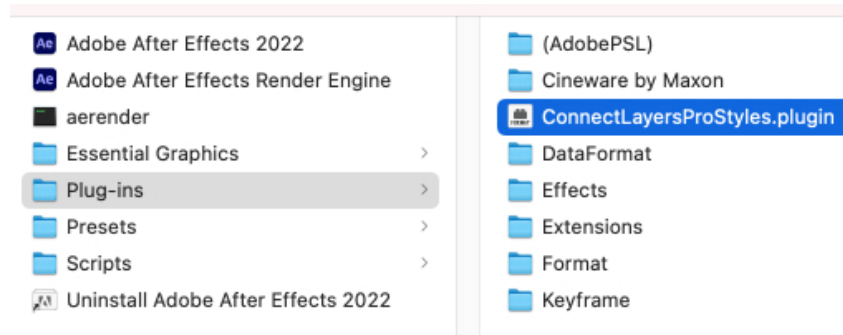 Adobe After Effects 2022
Adobe After Effects Render Engine
aerender
Essential Graphics
Plug-ins
Presets
Scripts
Uninstall Adobe After Effects 2022
(AdobePSL)
Cineware by Maxon
ConnectLayersProStyles.plugin
DataFormat
Effects
Extensions
Format
Keyframe